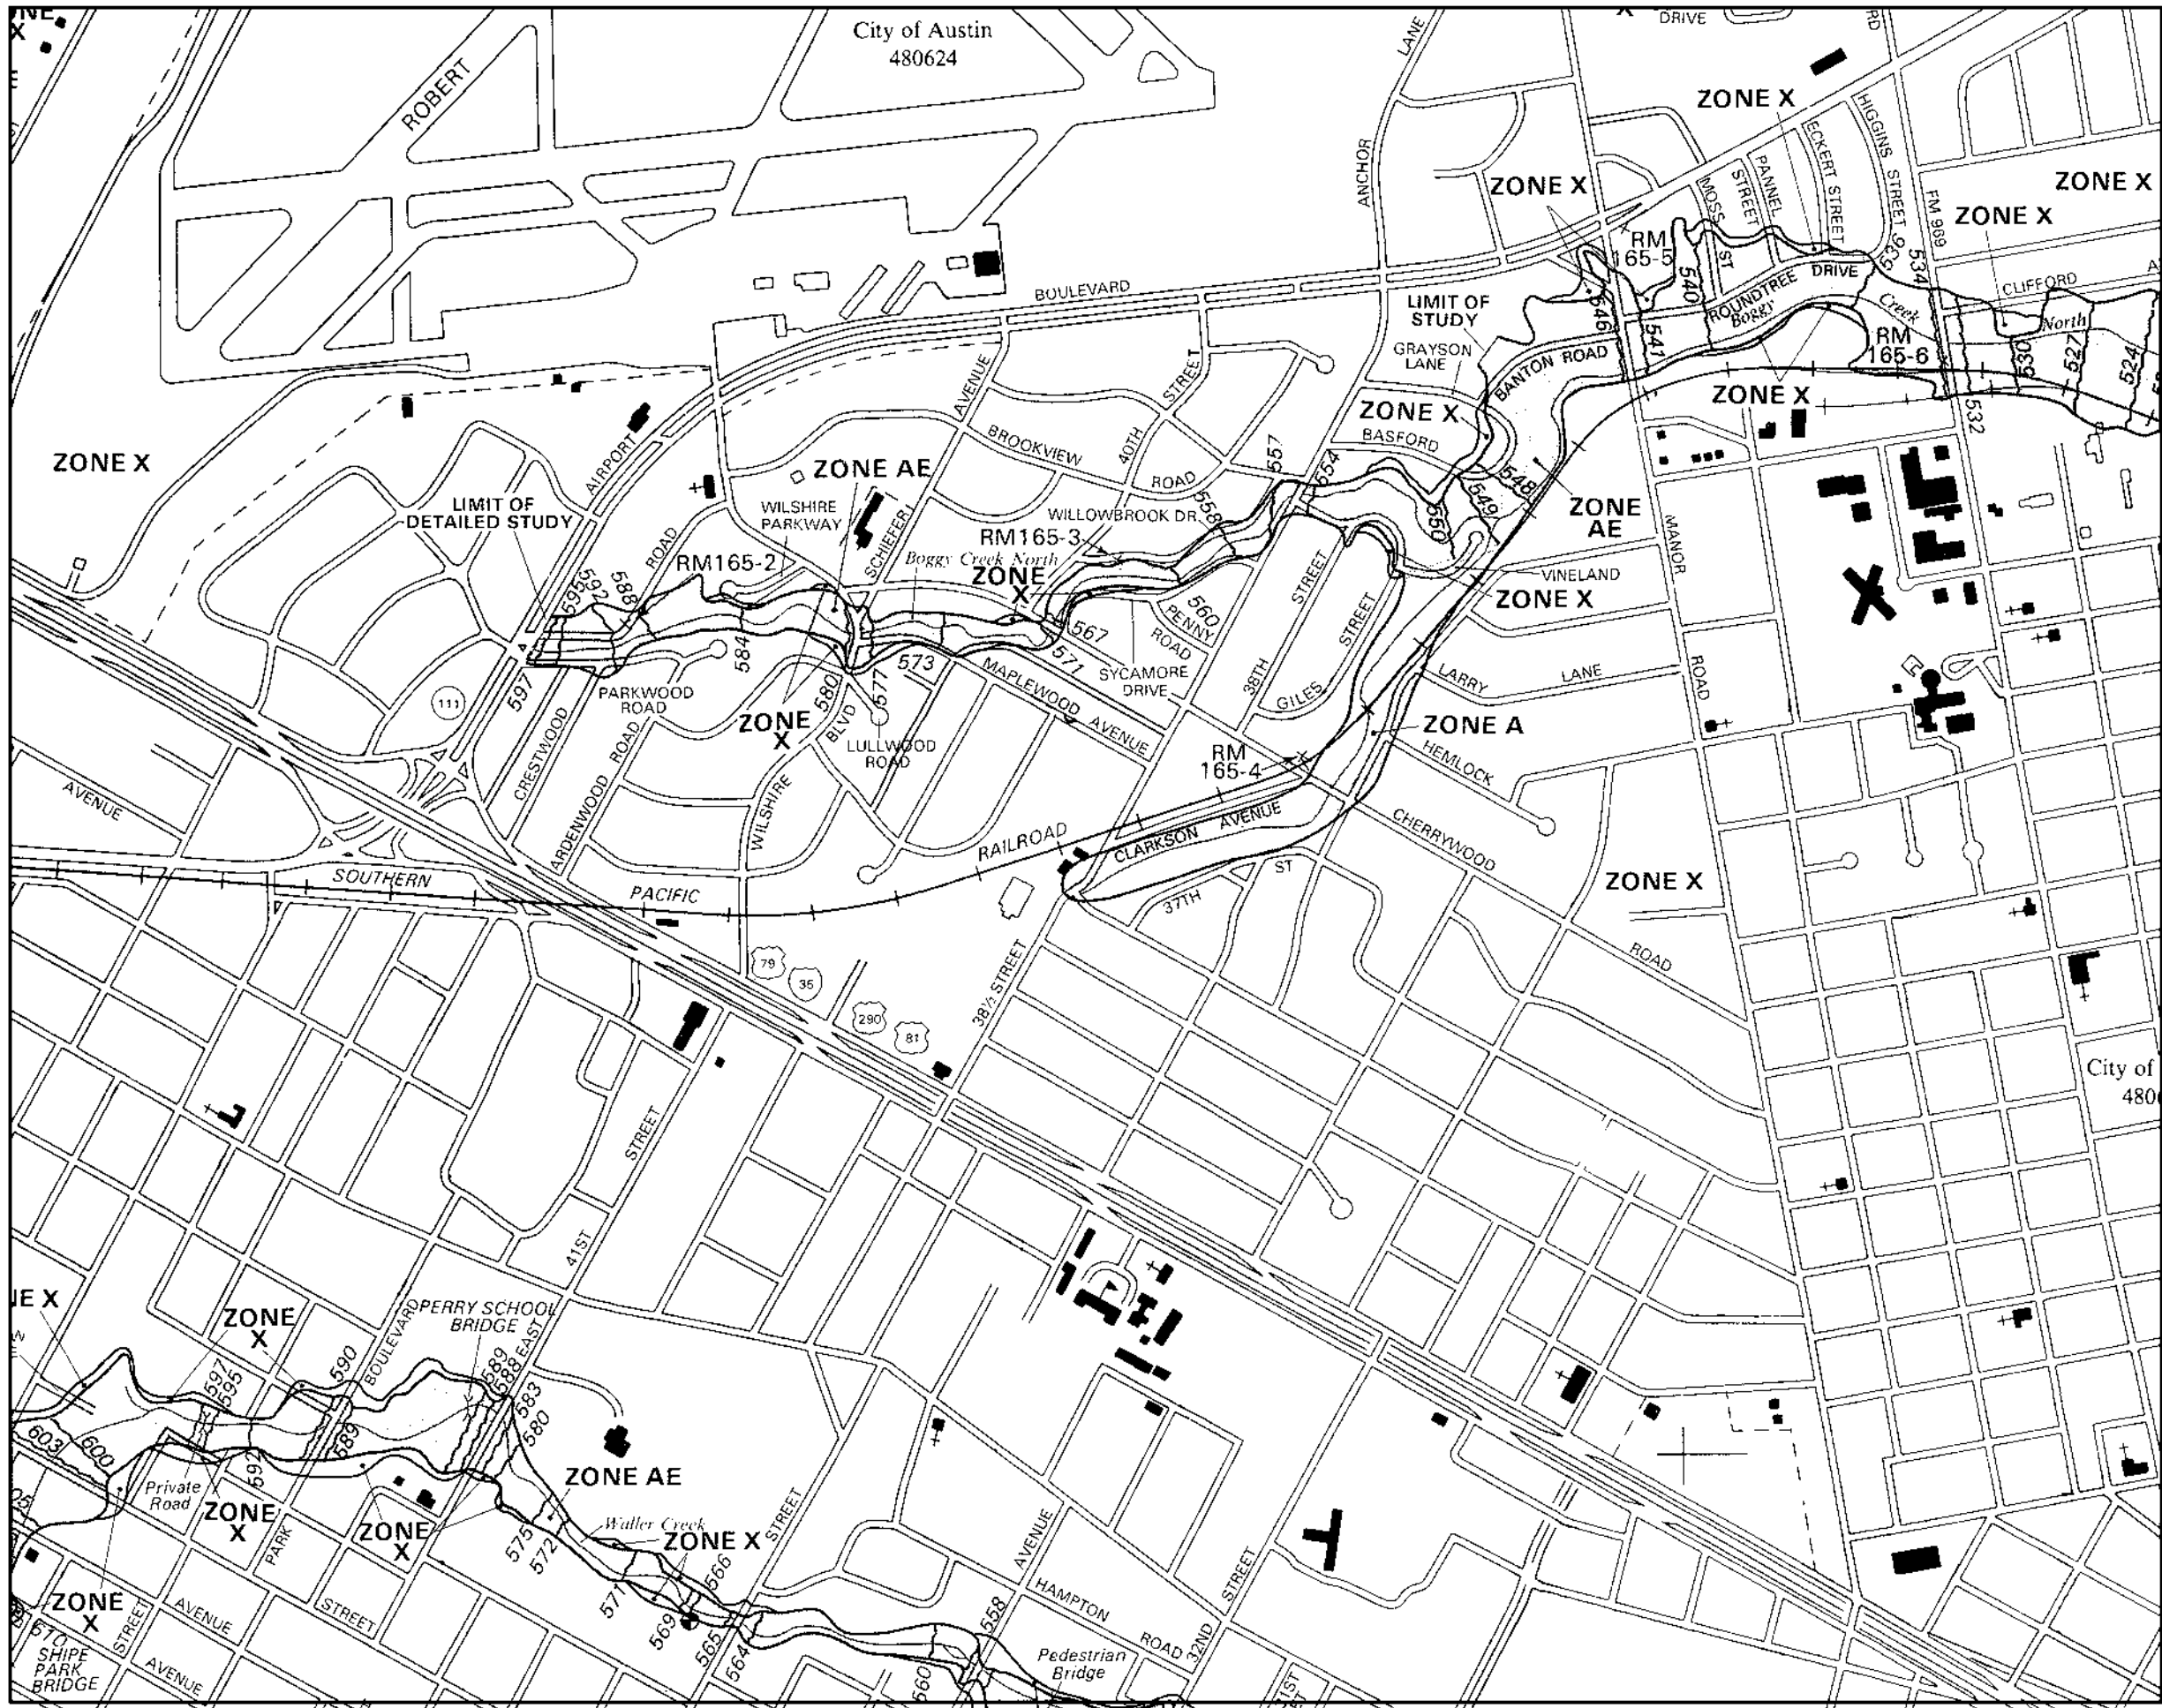 City of Austin
480624
ROBERT
LANE
DRIVE
RD
ZONE X
HIGGINS STREET
ECKERT STREET
PANNEL
STREET
MOSS
ST
ZONE X
ZONE X
ZONE X
FM 969
ANCHOR
RM
165-5
540
536
534
DRIVE
ROUNDTREE
CLIFFORD
BOULEVARD
LIMIT OF
STUDY
546
541
Boggy
Creek
North
RM
165-6
530
527
524
532
GRAYSON
LANE
BANTON ROAD
ZONE X
ZONE X
BASFORD
AVENUE
STREET
40TH
BROOKVIEW
ROAD
557
554
ZONE X
AIRPORT
ZONE AE
LIMIT OF
DETAILED STUDY
WILSHIRE
PARKWAY
WILLOWBROOK DR
558
550
549
548
ZONE
AE
MANOR
ROAD
SCHIEFFER
RM165-3
Boggy Creek North
RM165-2
ZONE
X
VINELAND
ZONE X
595
592
588
ROAD
584
597
111
PARKWOOD
ROAD
580
577
573
571
567
560
PENNY
ROAD
SYCAMORE
DRIVE
38TH
STREET
STREET
GILES
LARRY
LANE
ROAD
ZONE
X
BLVD
LULLWOOD
ROAD
MAPLEWOOD AVENUE
ZONE A
HEMLOCK
RM
165-4
CRESTWOOD
ARDENWOOD ROAD
WILSHIRE
AVENUE
CLARKSON AVENUE
CHERRYWOOD
ROAD
RAILROAD
SOUTHERN
PACIFIC
ST
37TH
ZONE X
79
35
290
81
38½ STREET
City of
STREET
41ST
ZONE
X
PERRY SCHOOL
BRIDGE
BOULEVARD
EAST
590
589
588
583
580
597
595
592
589
603
600
Private
Road
ZONE
X
ZONE
X
PARK
ZONE AE
Waller Creek
ZONE X
575
572
571
569
566
565
564
STREET
ZONE
X
610
SHIPE
PARK
BRIDGE
STREET
AVENUE
AVENUE
STREET
560
558
AVENUE
HAMPTON
ROAD
32ND
STREET
Pedestrian
Bridge